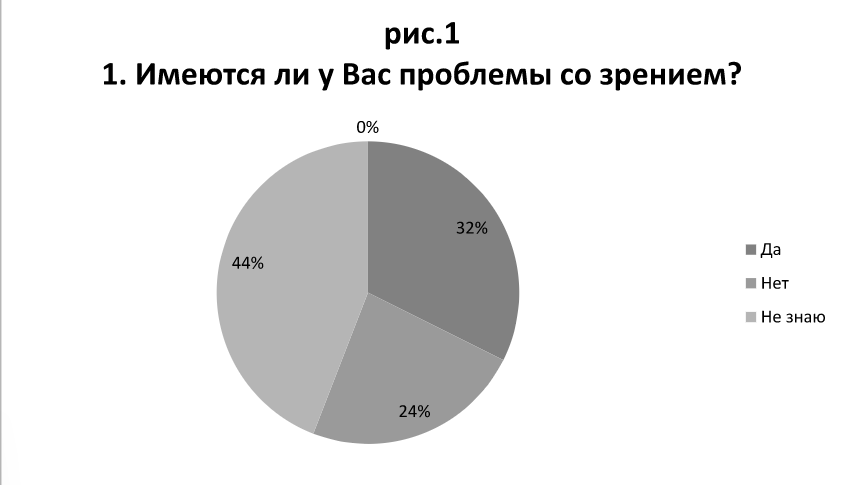 рис.1
1. Имеются ли у Вас проблемы со зрением?
0%
32%
44%
24%
Да
Нет
Не знаю